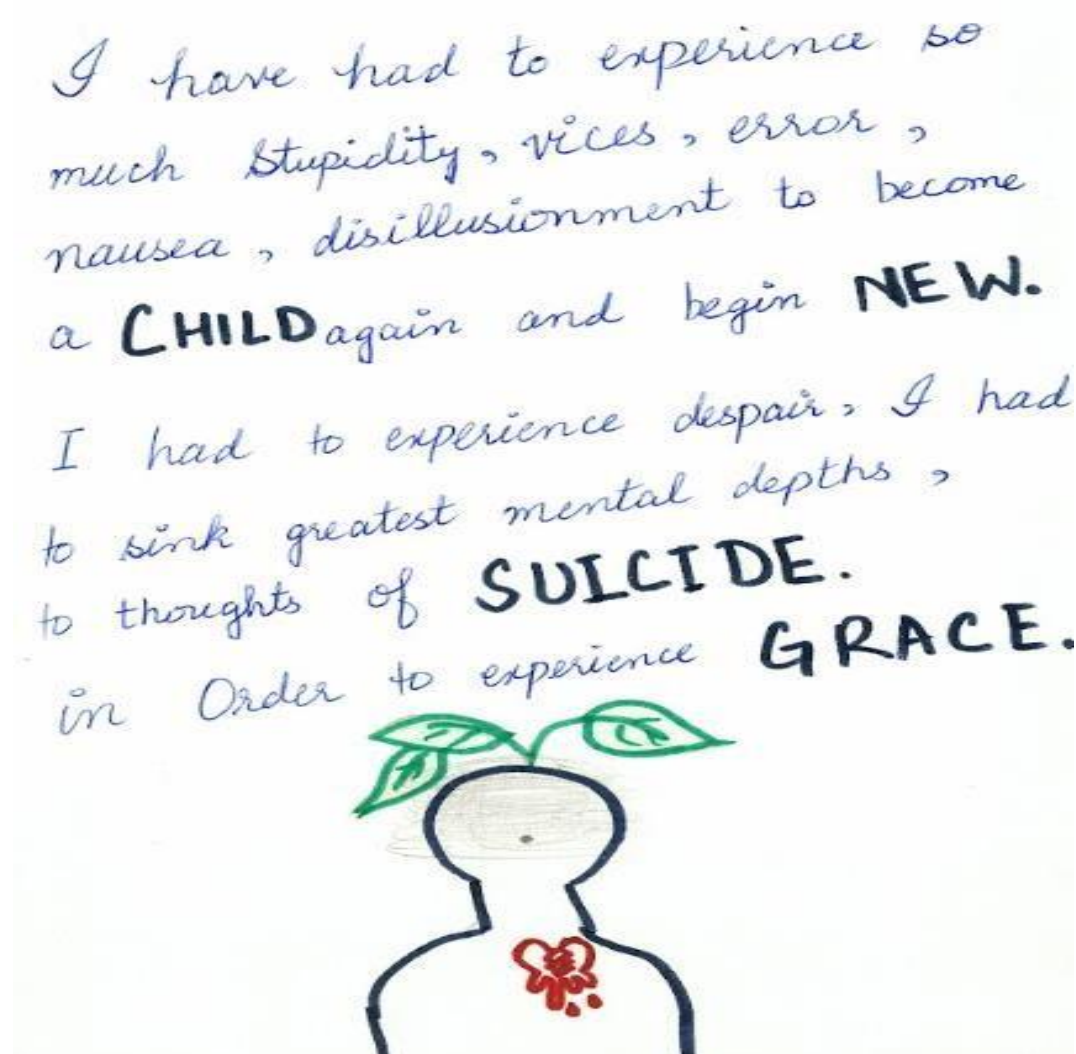 I have had to experience so
much stupidity, vices, error,
nausea, disillusionment to become
a CHILD again and begin NEW.
I had to experience despair, I had
to sink greatest mental depths,
to thoughts of SUICIDE.
in Order to experience GRACE.